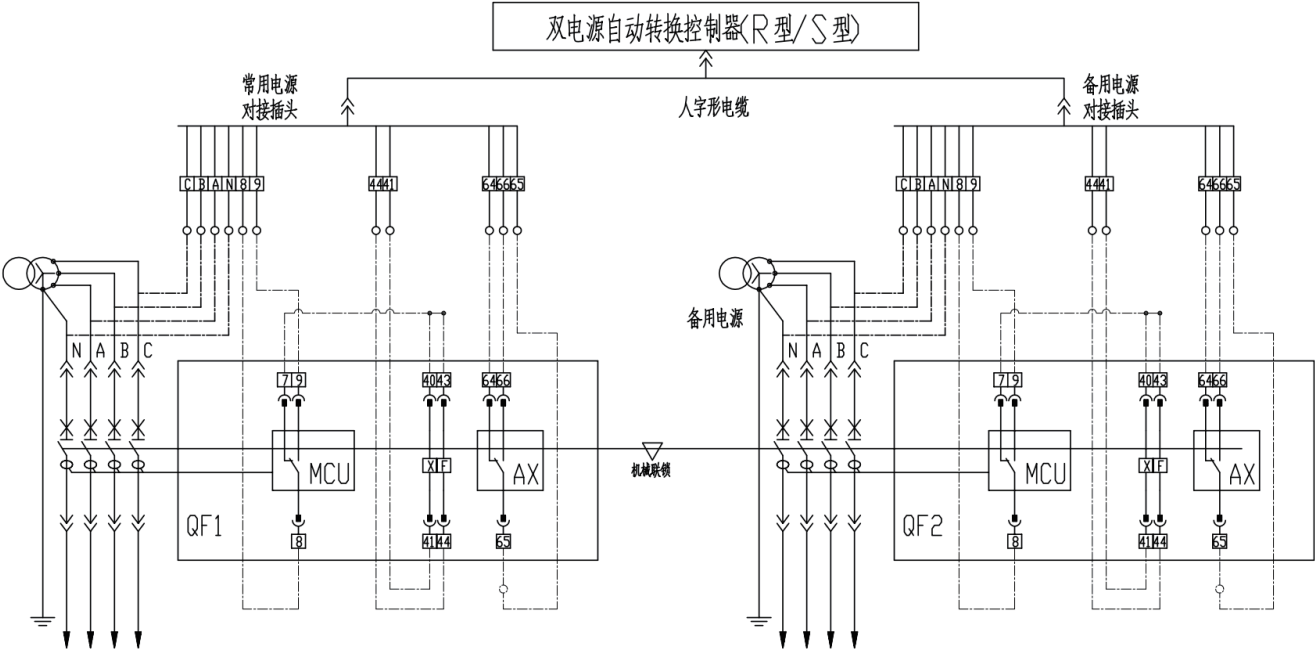 双电源自动转换控制器(R型/S型)
常用电源
对接插头
人字形电缆
备用电源
对接插头
C B A N 8 9
44 41
64 66 65
C B A N 8 9
44 41
64 66 65
备用电源
N A B C
N A B C
7 9
40 43
64 66
7 9
40 43
64 66
MCU
X F
AX
机械联锁
MCU
X F
AX
QF1
8
41 44
65
QF2
8
41 44
65